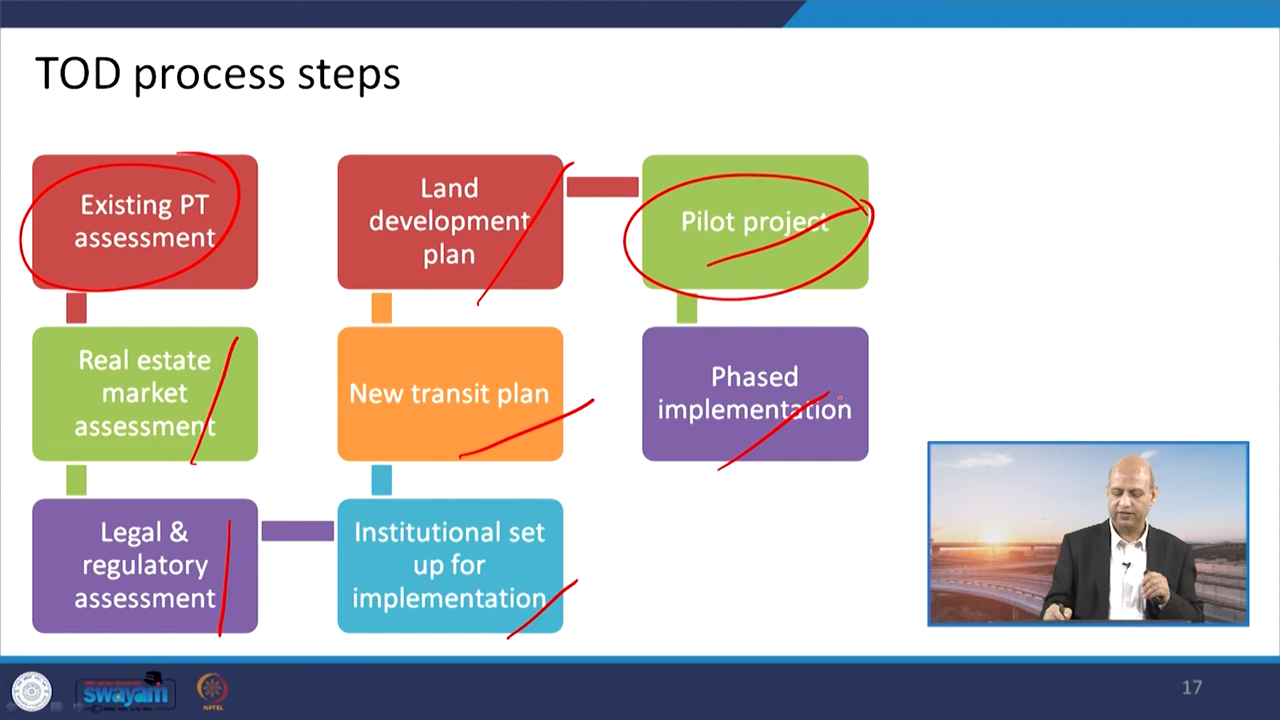 TOD process steps
Existing PT
assessment
Real estate
market
assessment
Legal &
regulatory
assessment
Institutional set
up for
implementation
New transit plan
Land
development
plan
Pilot project
Phased
implementation
swayam
NPTEL
17